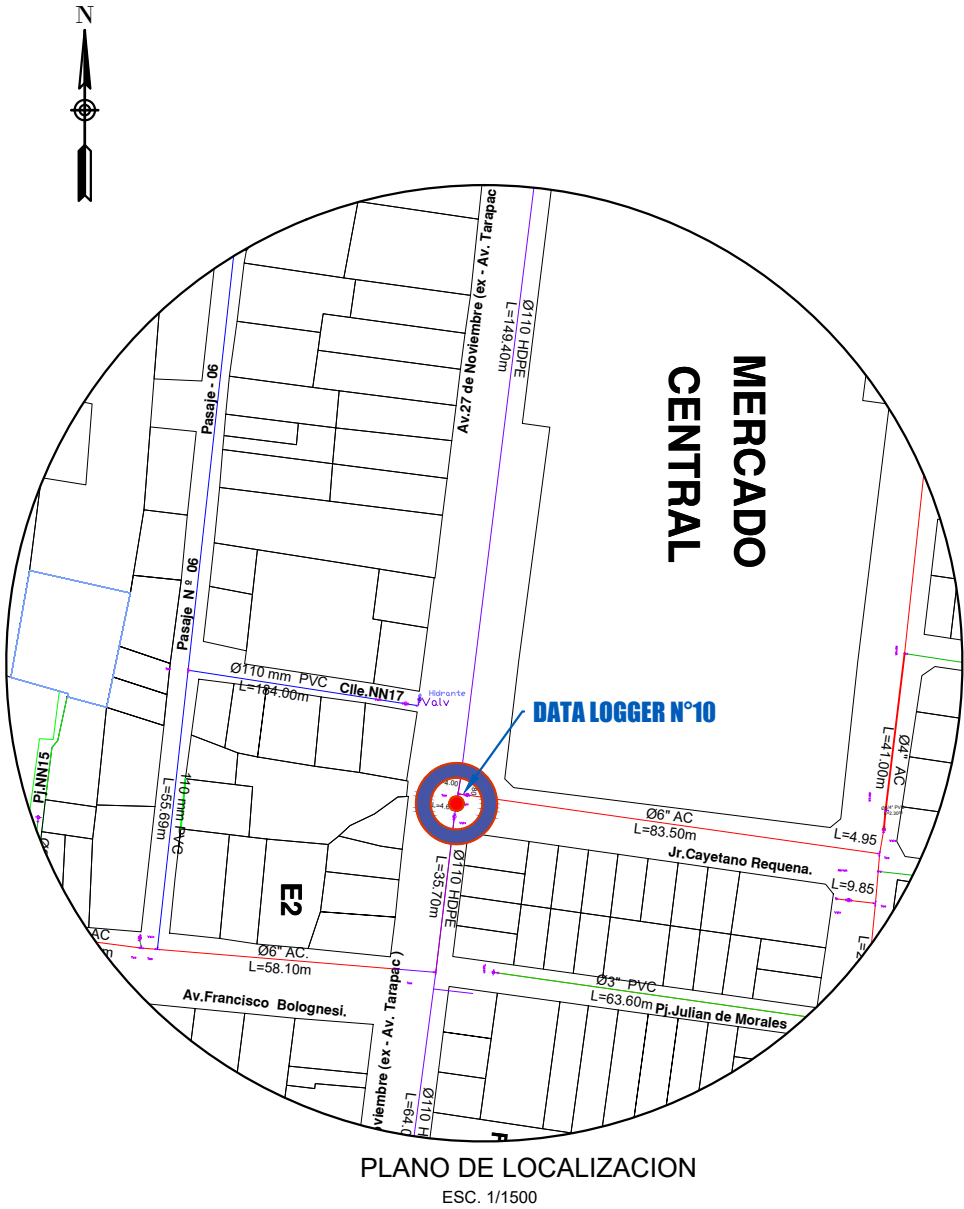 N
Av.27 de Noviembre (ex - Av. Tarapac
Ø110 HDPE
L=149.40m
MERCADO
CENTRAL
Pasaje - 06
Pasaje N º 06
Ø110 mm PVC
L=184.00m
Clle.NN17
Hidrante
Valv
DATA LOGGER N°10
Pj.NN15
110 mm PVC
L=55.69m
Ø4" AC
L=41.00m
Ø6" AC
L=83.50m
L=4.95
Jr.Cayetano Requena.
L=9.85
Ø110 HDPE
L=35.70m
E2
AC
m
Ø6" AC.
L=58.10m
Av.Francisco Bolognesi.
Ø3" PVC
L=63.60m
Pj.Julian de Morales
oviembre (ex - Av. Tarapac )
Ø110 H
L=64.0
PLANO DE LOCALIZACION
ESC. 1/1500